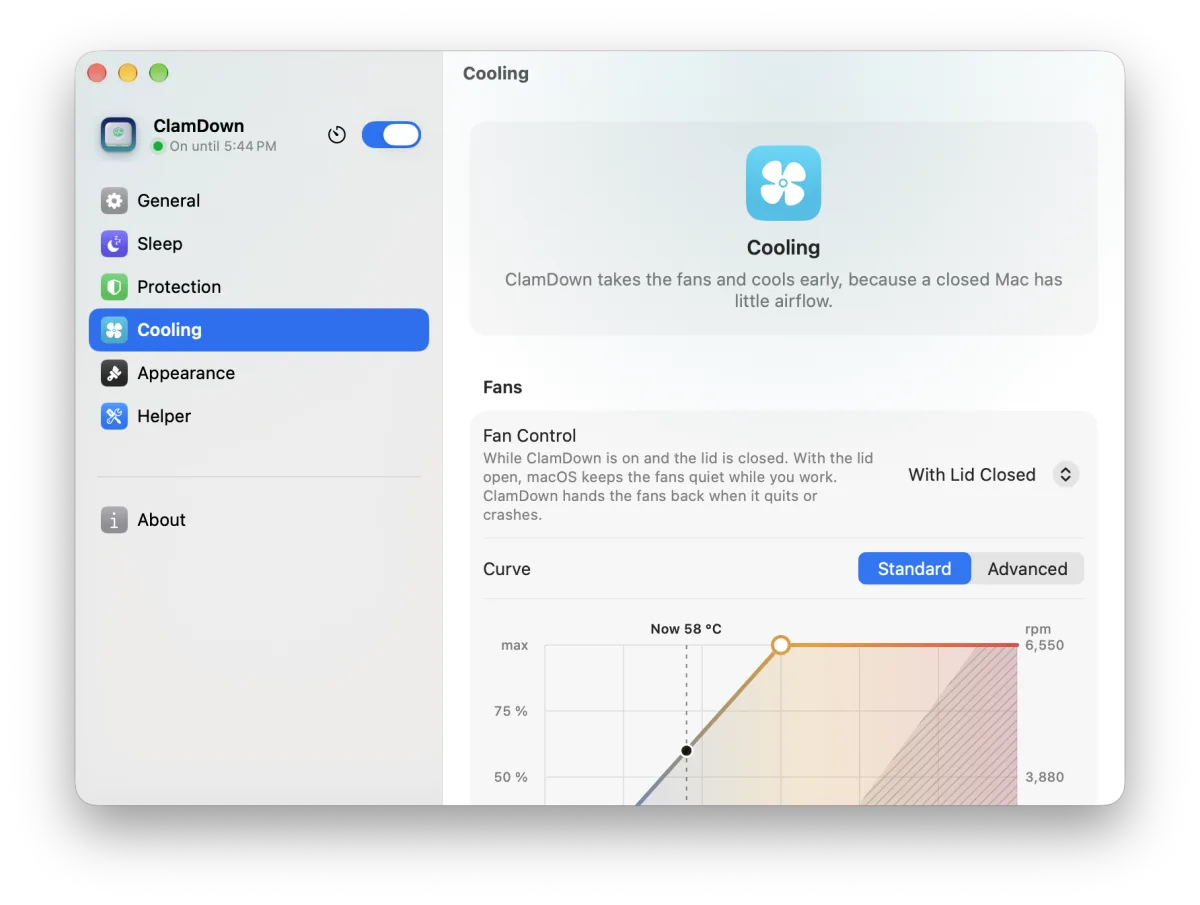 Cooling
ClamDown
On until 5:44 PM
General
Sleep
Protection
Cooling
Appearance
Helper
About
Cooling
ClamDown takes the fans and cools early, because a closed Mac has
little airflow.
Fans
Fan Control
While ClamDown is on and the lid is closed. With the lid
open, macOS keeps the fans quiet while you work.
ClamDown hands the fans back when it quits or
crashes.
With Lid Closed
Curve
Standard
Advanced
Now 58 °C
rpm
max
6,550
75 %
50 %
3,880